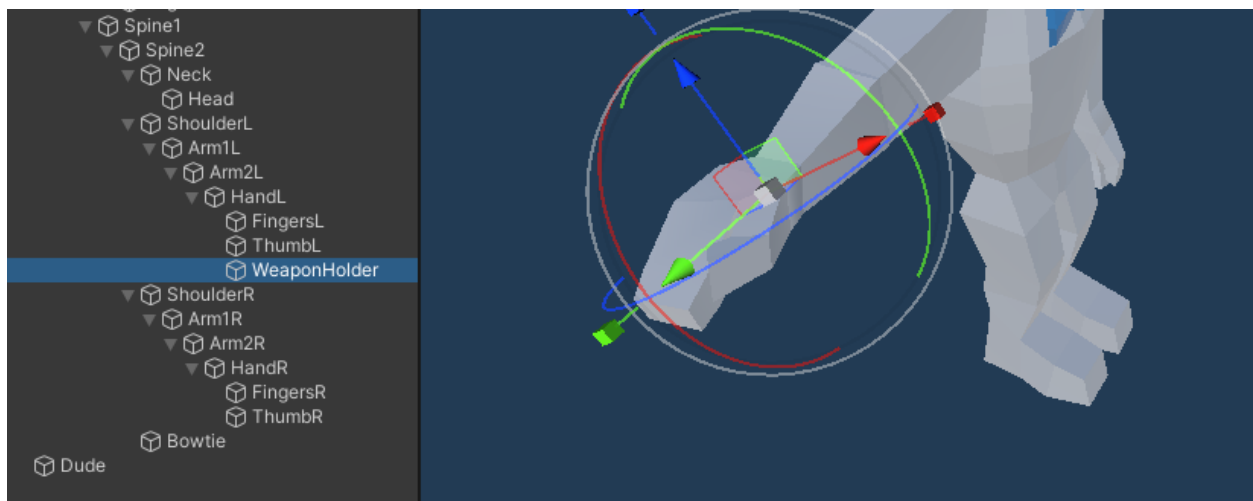 Spine1
Spine2
Neck
Head
ShoulderL
Arm1L
Arm2L
HandL
FingersL
ThumbL
WeaponHolder
ShoulderR
Arm1R
Arm2R
HandR
FingersR
ThumbR
Bowtie
Dude